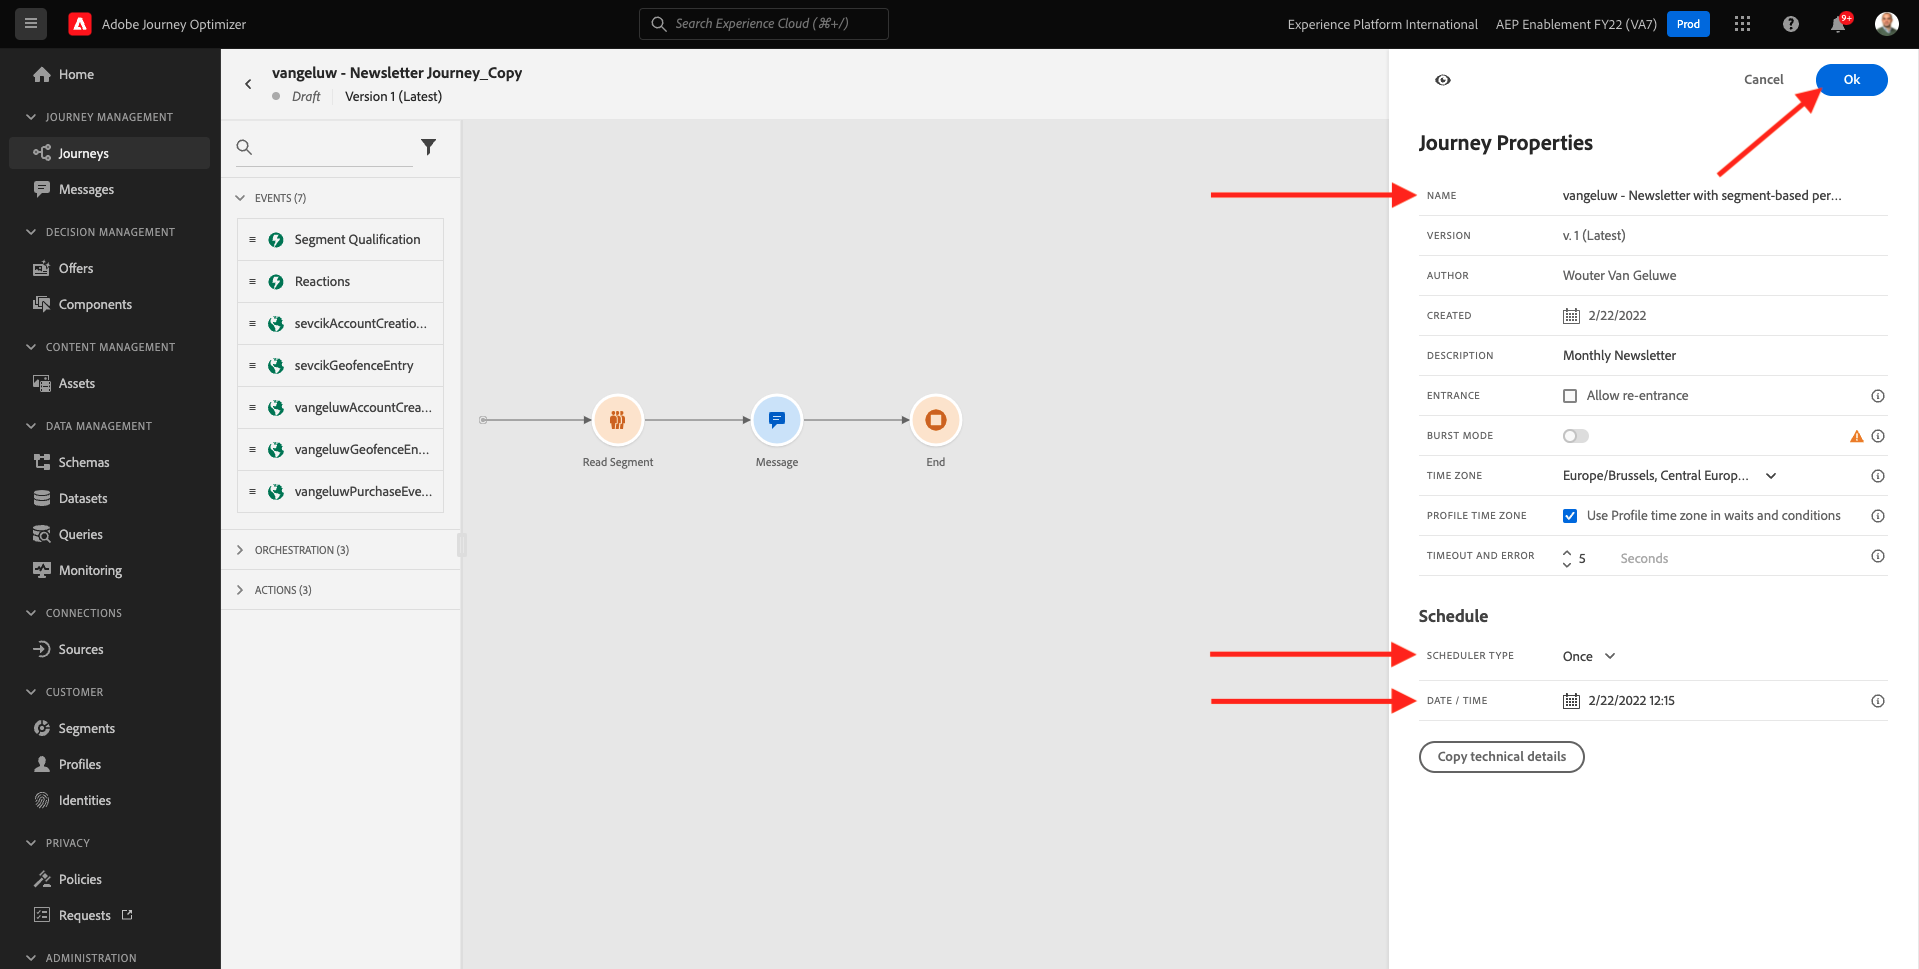 Adobe Journey Optimizer
Search Experience Cloud (⌘+/)
Experience Platform International
AEP Enablement FY22 (VA7)
Prod
9+
Home
JOURNEY MANAGEMENT
Journeys
Messages
DECISION MANAGEMENT
Offers
Components
CONTENT MANAGEMENT
Assets
DATA MANAGEMENT
Schemas
Datasets
Queries
Monitoring
CONNECTIONS
Sources
CUSTOMER
Segments
Profiles
Identities
PRIVACY
Policies
Requests
ADMINISTRATION
vangeluw - Newsletter Journey_Copy
Draft Version 1 (Latest)
EVENTS (7)
Segment Qualification
Reactions
sevcikAccountCreatio...
sevcikGeofenceEntry
vangeluwAccountCrea...
vangeluwGeofenceEn...
vangeluwPurchaseEve...
ORCHESTRATION (3)
ACTIONS (3)
Read Segment
Message
End
Cancel
Ok
Journey Properties
NAME vangeluw - Newsletter with segment-based per...
VERSION v. 1 (Latest)
AUTHOR Wouter Van Geluwe
CREATED 2/22/2022
DESCRIPTION Monthly Newsletter
ENTRANCE Allow re-entrance
BURST MODE
TIME ZONE Europe/Brussels, Central Europ...
PROFILE TIME ZONE Use Profile time zone in waits and conditions
TIMEOUT AND ERROR 5 Seconds
Schedule
SCHEDULER TYPE Once
DATE / TIME 2/22/2022 12:15
Copy technical details